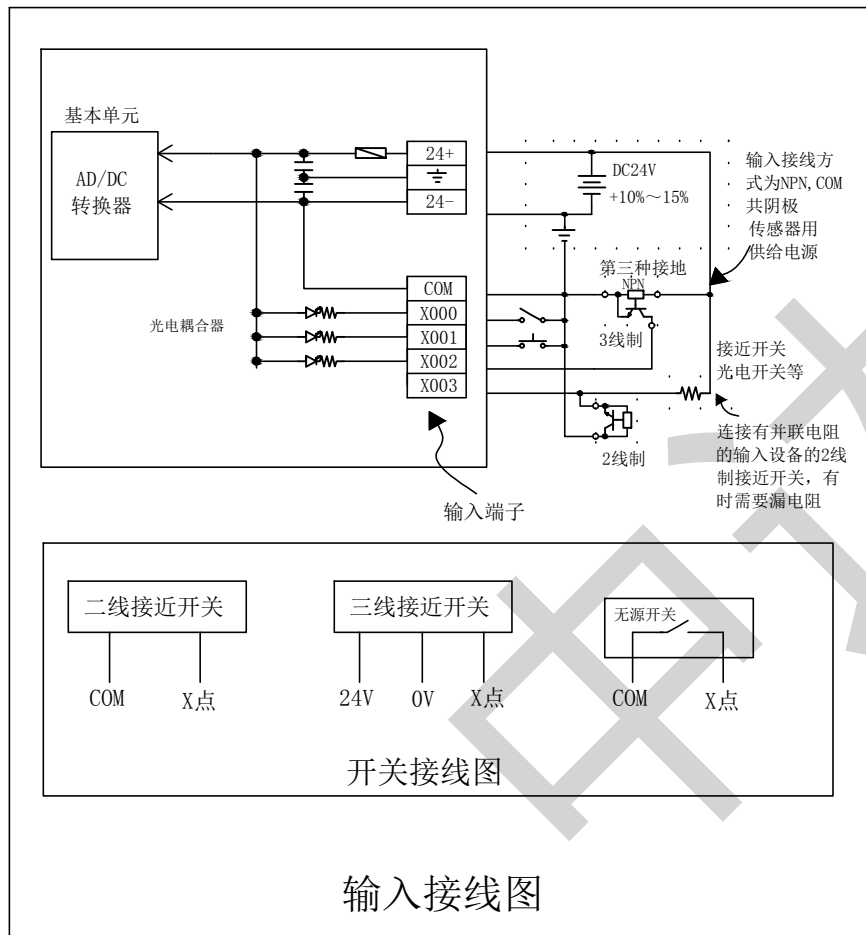 基本单元
AD/DC
转换器
24+
24-
COM
X000
X001
X002
X003
光电耦合器
输入端子
DC24V
+10%～15%
第三种接地
NPN
3线制
2线制
输入接线方
式为NPN,COM
共阴极
传感器用
供给电源
接近开关
光电开关等
连接有并联电阻
的输入设备的2线
制接近开关，有
时需要漏电阻
二线接近开关
COM
X点
三线接近开关
24V
0V
X点
无源开关
COM
X点
开关接线图
输入接线图